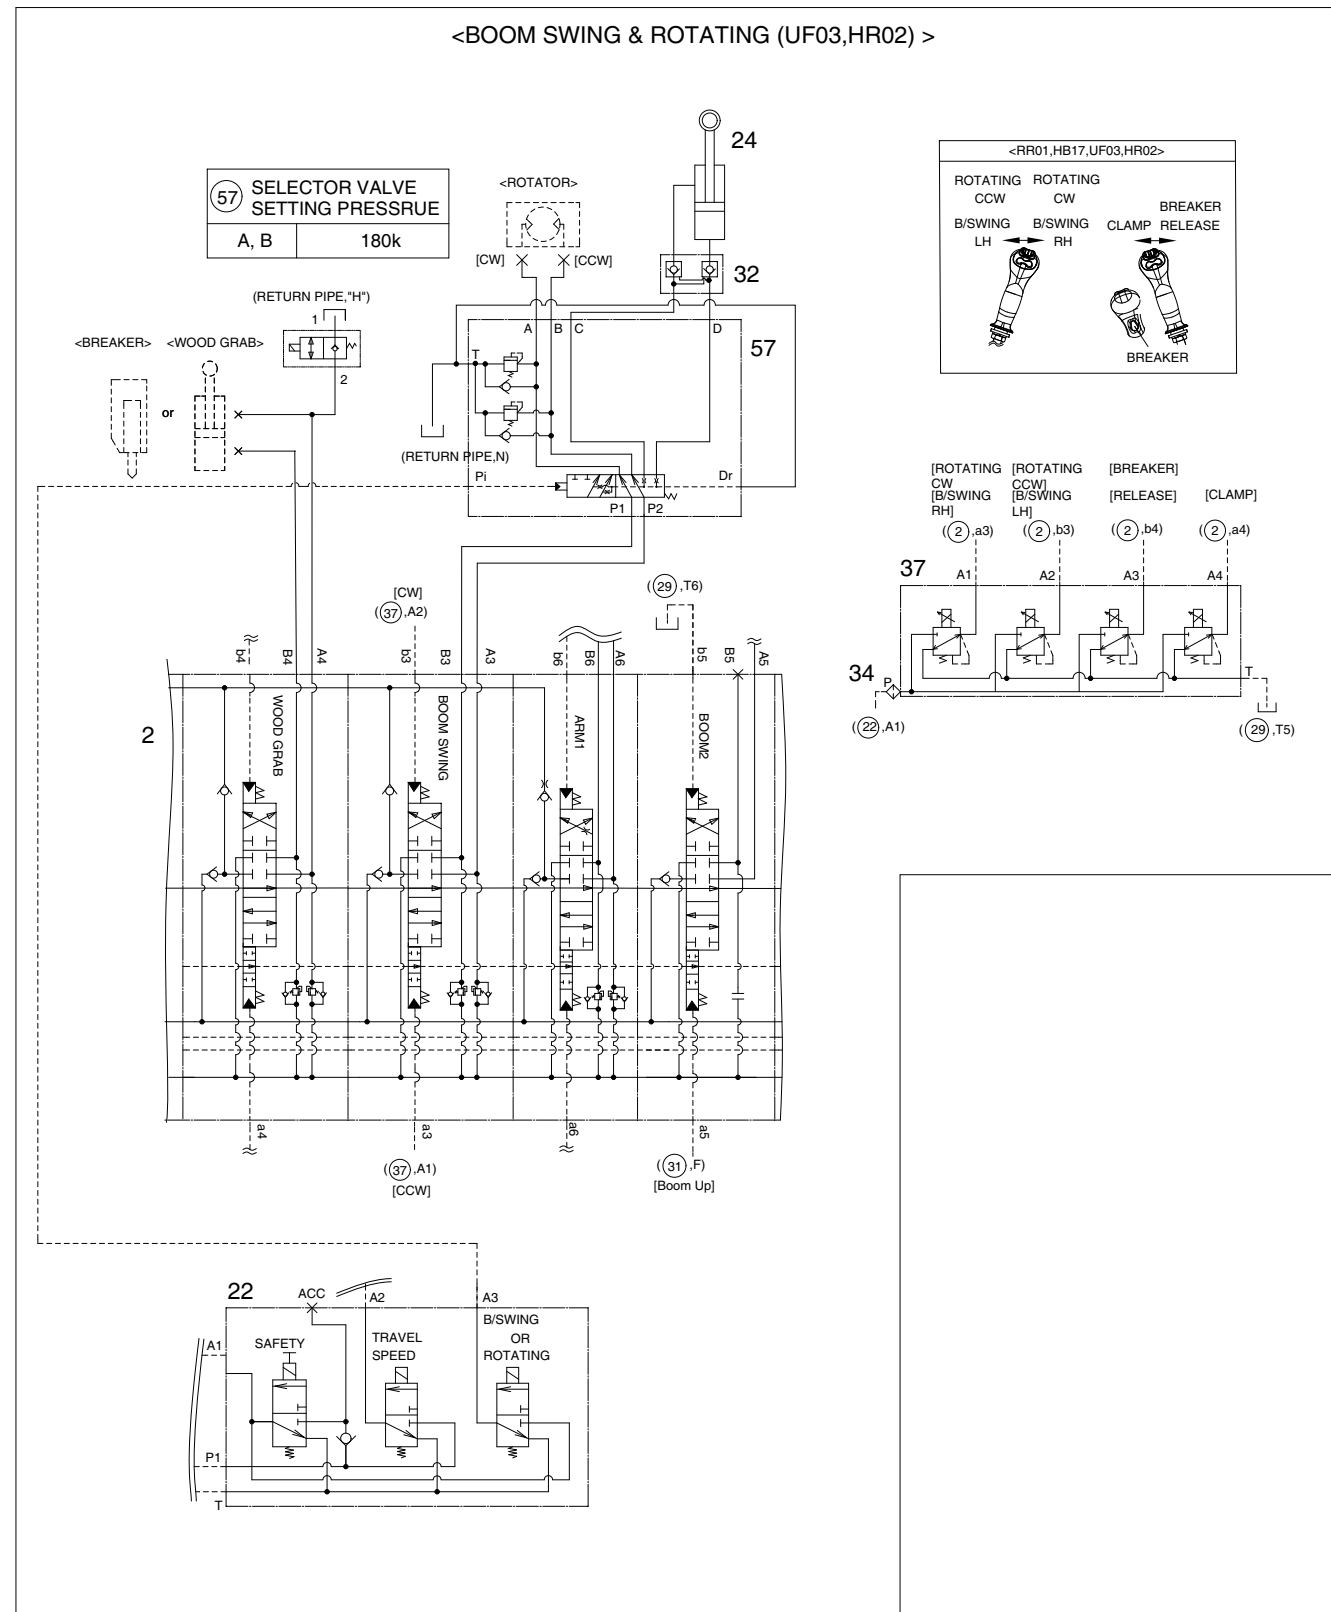 <BOOM SWING & ROTATING (UF03,HR02) >
57 SELECTOR VALVE
SETTING PRESSRUE
A, B 180k
<ROTATOR>
[CW]
[CCW]
24
32
<RR01,HB17,UF03,HR02>
ROTATING
CCW
ROTATING
CW
B/SWING
LH
B/SWING
RH
BREAKER
CLAMP RELEASE
BREAKER
(RETURN PIPE,"H")
1
2
<BREAKER>
or
<WOOD GRAB>
A
B
C
D
57
T
(RETURN PIPE,N)
Pi
Dr
P1
P2
[ROTATING
CW
[B/SWING
RH]
[ROTATING
CCW]
[B/SWING
LH]
[BREAKER]
[RELEASE]
[CLAMP]
(2,a3)
(2,b3)
(2,b4)
(2,a4)
37
A1
A2
A3
A4
34
P
T
(22,A1)
(29,T5)
[CW]
(37,A2)
(29,T6)
b4
B4
A4
b3
B3
A3
b6
B6
A6
b5
B5
A5
2
WOOD GRAB
BOOM SWING
ARM1
BOOM2
a4
a3
a6
a5
(37,A1)
[CCW]
(31,F)
[Boom Up]
22
ACC
A2
A3
A1
SAFETY
TRAVEL
SPEED
B/SWING
OR
ROTATING
P1
T